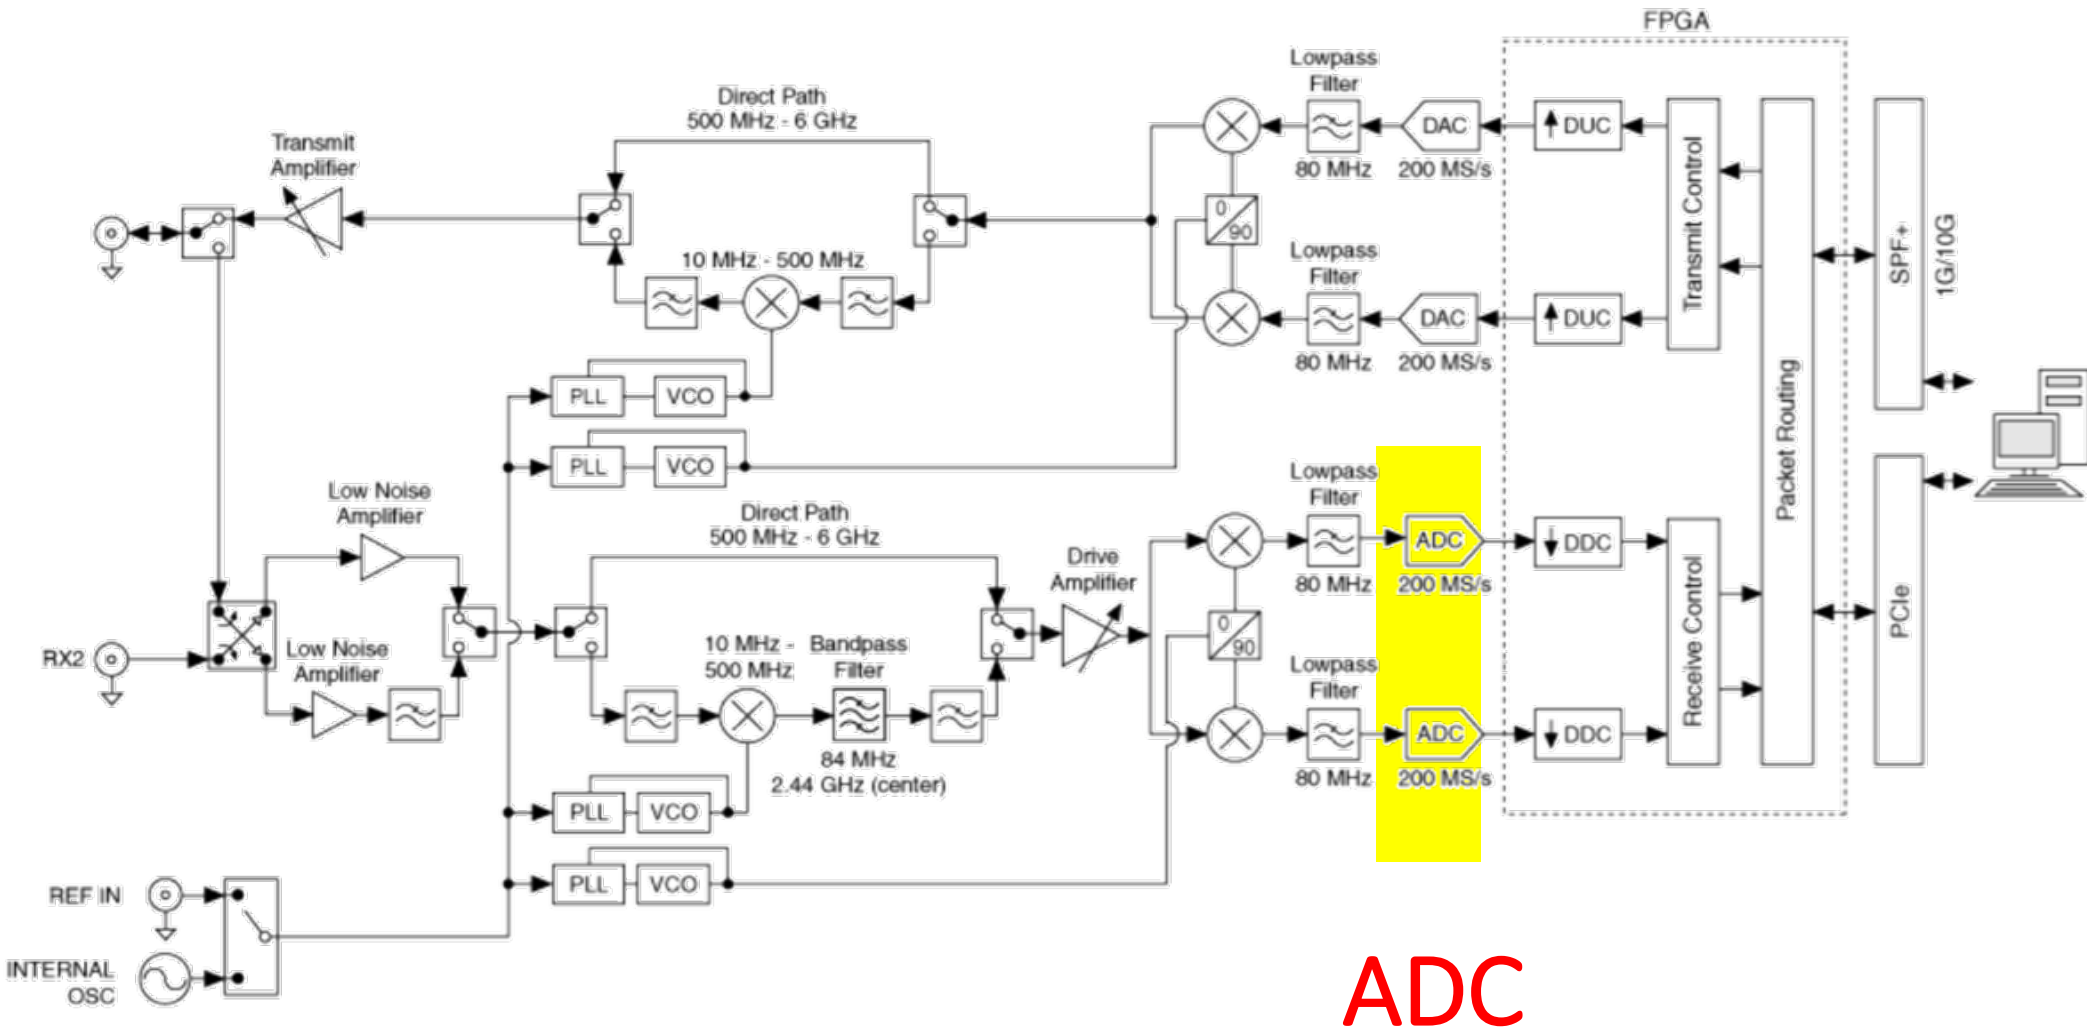 FPGA
Lowpass
Filter
Direct Path
500 MHz - 6 GHz
DAC
DUC
Transmit
Amplifier
80 MHz
200 MS/s
Transmit Control
0
90
SPF+
1G/10G
Lowpass
Filter
10 MHz - 500 MHz
DAC
DUC
80 MHz
200 MS/s
PLL
VCO
Packet Routing
PLL
VCO
Lowpass
Filter
Low Noise
Amplifier
Direct Path
500 MHz - 6 GHz
ADC
DDC
Drive
Amplifier
80 MHz
200 MS/s
Receive Control
PCIe
0
90
RX2
Low Noise
Amplifier
10 MHz -
500 MHz
Bandpass
Filter
Lowpass
Filter
ADC
DDC
84 MHz
2.44 GHz (center)
80 MHz
200 MS/s
PLL
VCO
PLL
VCO
REF IN
INTERNAL
OSC
ADC